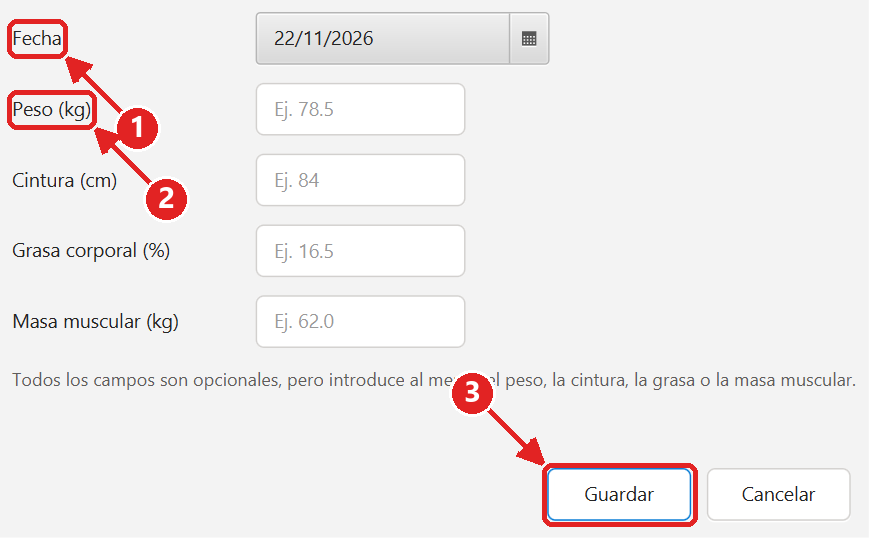 Fecha 22/11/2026
1
Peso (kg) Ej. 78.5
2
Cintura (cm) Ej. 84
Grasa corporal (%) Ej. 16.5
Masa muscular (kg) Ej. 62.0
Todos los campos son opcionales, pero introduce al el peso, la cintura, la grasa o la masa muscular.
3
Guardar Cancelar